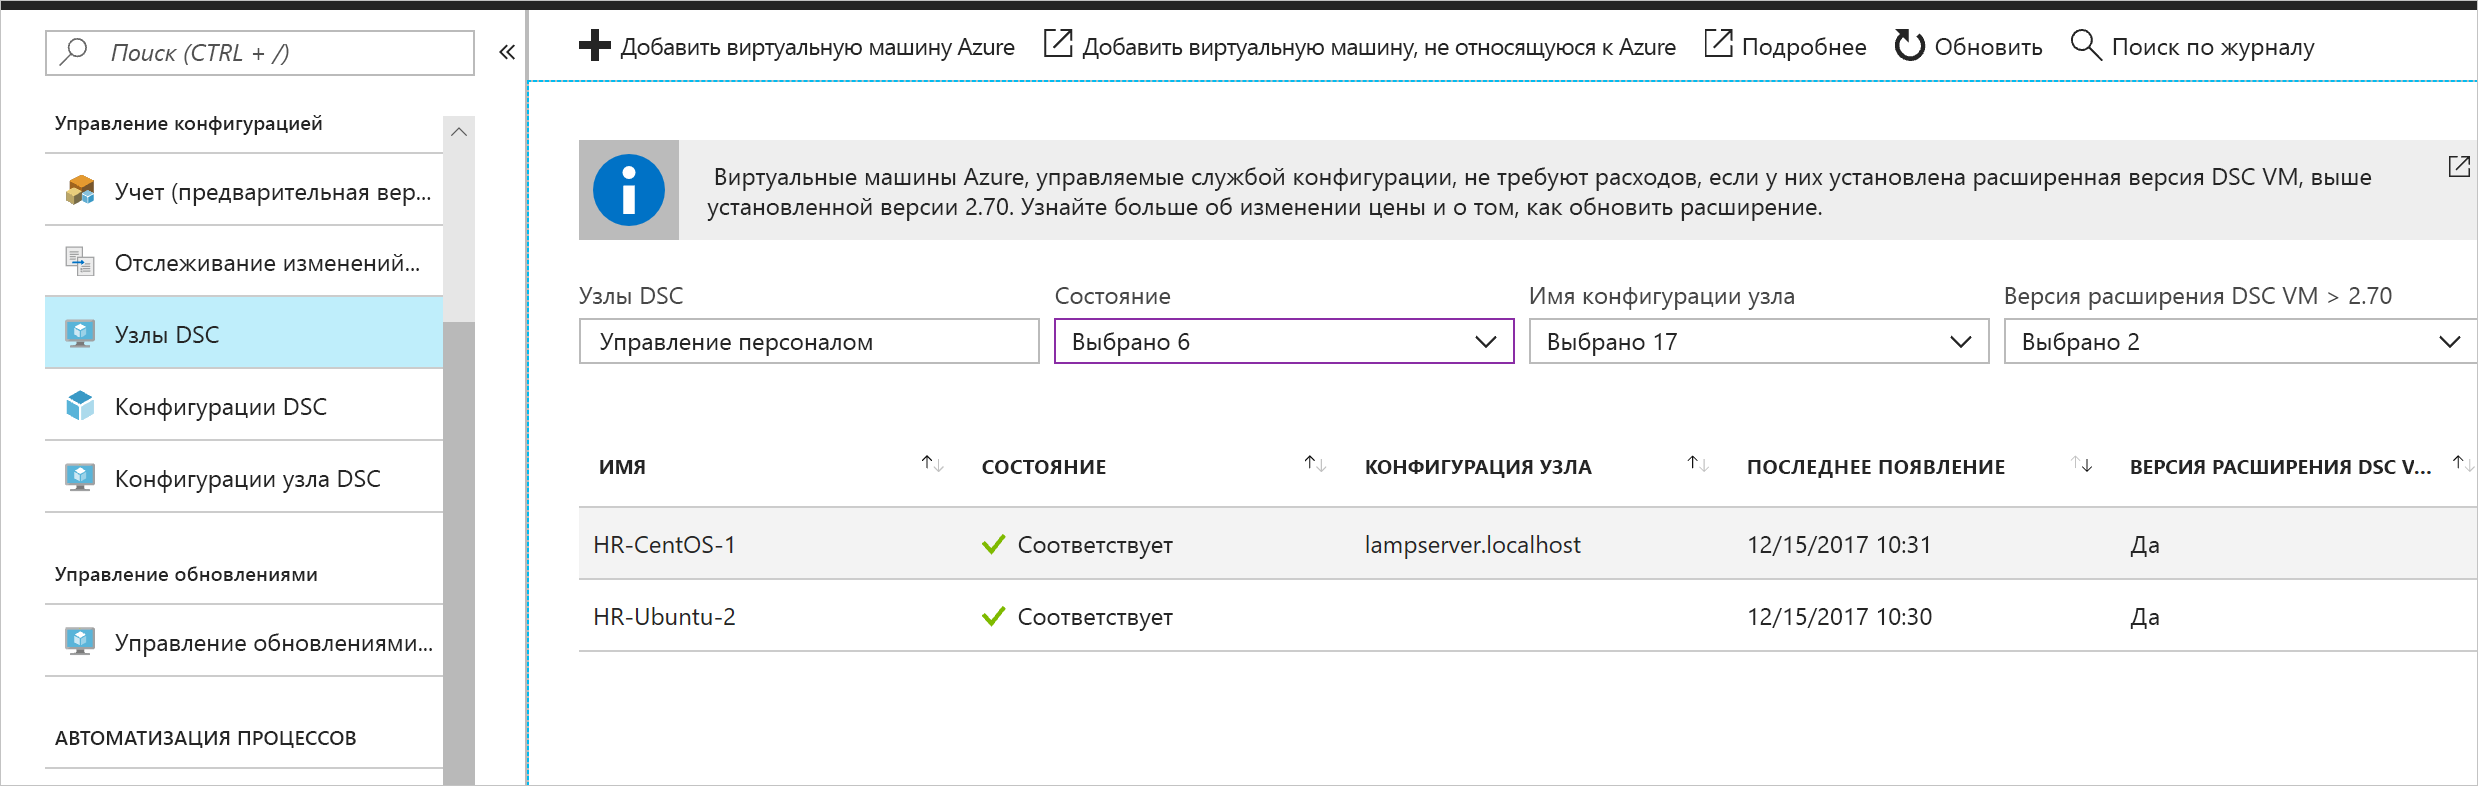 Поиск (CTRL + /)
Управление конфигурацией
Учет (предварительная вер...
Отслеживание изменений...
Узлы DSC
Конфигурации DSC
Конфигурации узла DSC
Управление обновлениями
Управление обновлениями...
АВТОМАТИЗАЦИЯ ПРОЦЕССОВ
Добавить виртуальную машину Azure Добавить виртуальную машину, не относящуюся к Azure Подробнее Обновить Поиск по журналу
Виртуальные машины Azure, управляемые службой конфигурации, не требуют расходов, если у них установлена расширенная версия DSC VM, выше
установленной версии 2.70. Узнайте больше об изменении цены и о том, как обновить расширение.
Узлы DSC Состояние Имя конфигурации узла Версия расширения DSC VM > 2.70
Управление персоналом Выбрано 6 Выбрано 17 Выбрано 2
ИМЯ СОСТОЯНИЕ КОНФИГУРАЦИЯ УЗЛА ПОСЛЕДНЕЕ ПОЯВЛЕНИЕ ВЕРСИЯ РАСШИРЕНИЯ DSC V...
HR-CentOS-1 Соответствует lampserver.localhost 12/15/2017 10:31 Да
HR-Ubuntu-2 Соответствует 12/15/2017 10:30 Да